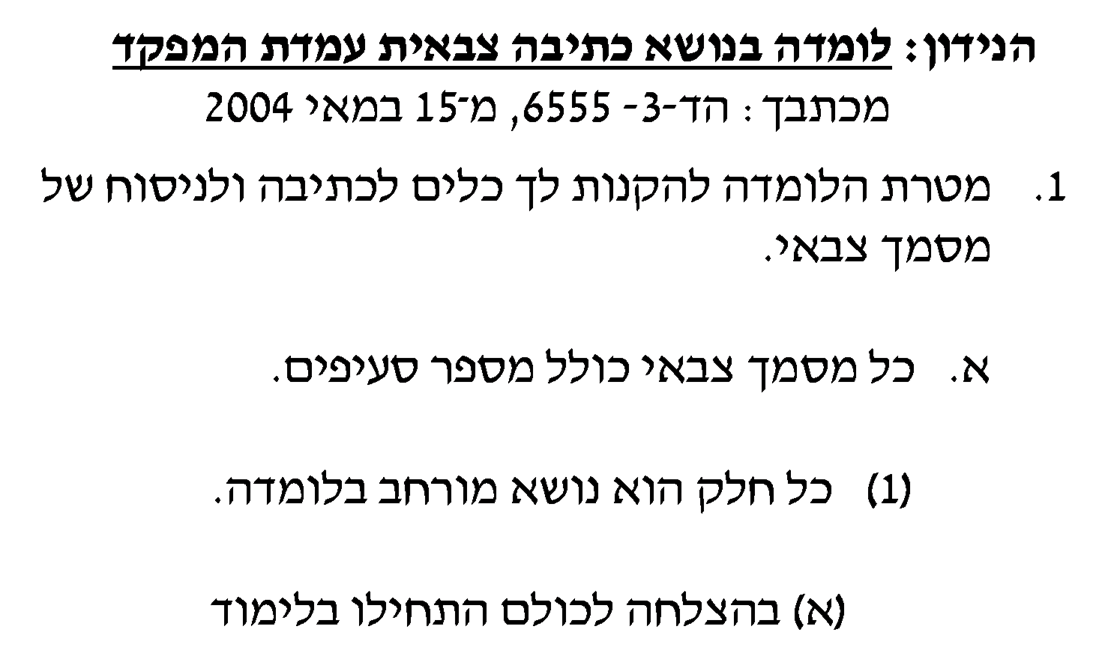 הנידון: לומדה בנושא כתיבה צבאית עמדת המפקד
מכתבך: הד-3- 6555, מ־15 במאי 2004
1. מטרת הלומדה להקנות לך כלים לכתיבה ולניסוח של
מסמך צבאי.
א. כל מסמך צבאי כולל מספר סעיפים.
(1) כל חלק הוא נושא מורחב בלומדה.
(א) בהצלחה לכולם התחילו בלימוד